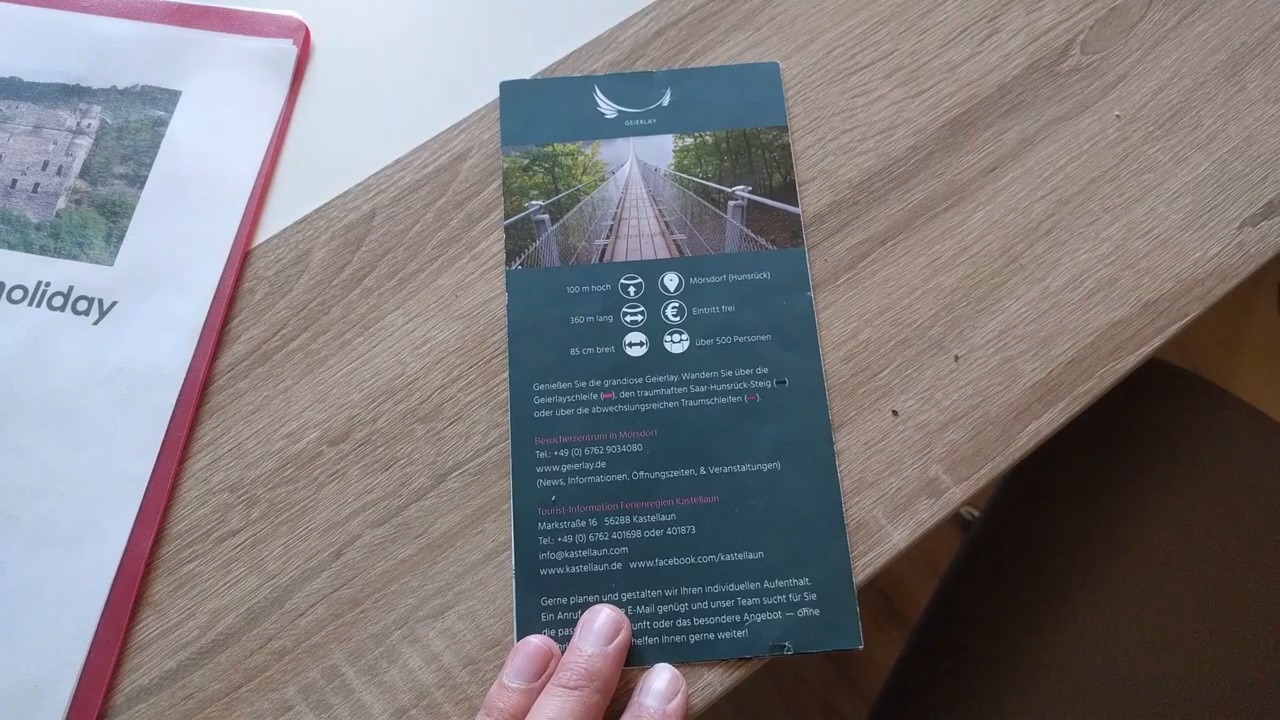 holiday
GEIERLAY
100 m hoch
Mörsdorf (Hunsrück)
360 m lang
Eintritt frei
85 cm breit
über 500 Personen
Genießen Sie die grandiose Geierlay. Wandern Sie über die
Geierlayschleife ( ), den traumhaften Saar-Hunsrück-Steig ( )
oder über die abwechslungsreichen Traumschleifen ( ).
Besucherzentrum in Mörsdorf
Tel.: +49 (0) 6762 9034080
www.geierlay.de
(News, Informationen, Öffnungszeiten, & Veranstaltungen)
Tourist-Information Ferienregion Kastellaun
Markstraße 16 56288 Kastellaun
Tel.: +49 (0) 6762 401698 oder 401873
info@kastellaun.com
www.kastellaun.de www.facebook.com/kastellaun
Gerne planen und gestalten wir Ihren individuellen Aufenthalt.
Ein Anruf E-Mail genügt und unser Team sucht für Sie
die oder das besondere Angebot — ohne
helfen Ihnen gerne weiter!